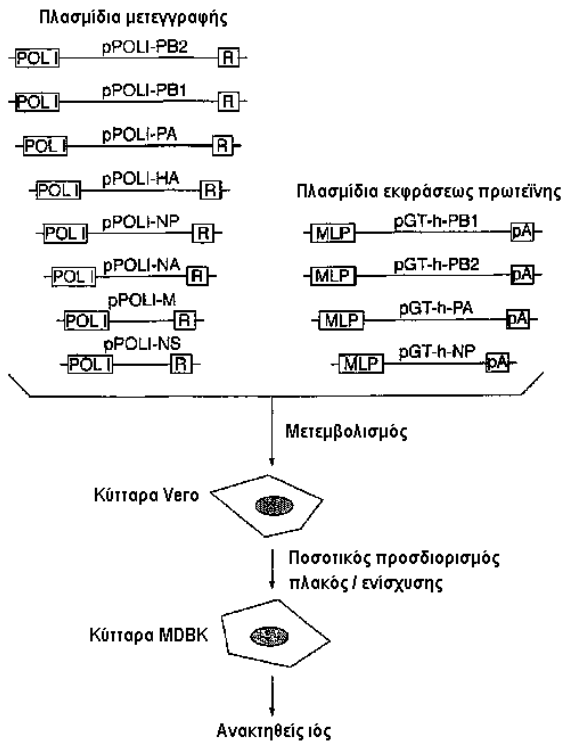 Πλασμίδια μετεγγραφής
POL I pPOLI-PB2 R
POL I pPOLI-PB1 R
POL I pPOLI-PA R
POL I pPOLI-HA R
POL I pPOLI-NP R
POL I pPOLI-NA R
POL I pPOLI-M R
POL I pPOLI-NS R
Πλασμίδια εκφράσεως πρωτεΐνης
MLP pGT-h-PB1 pA
MLP pGT-h-PB2 pA
MLP pGT-h-PA pA
MLP pGT-h-NP pA
Μετεμβολισμός
Κύτταρα Vero
Ποσοτικός προσδιορισμός
πλακός / ενίσχυσης
Κύτταρα MDBK
Ανακτηθείς ιός